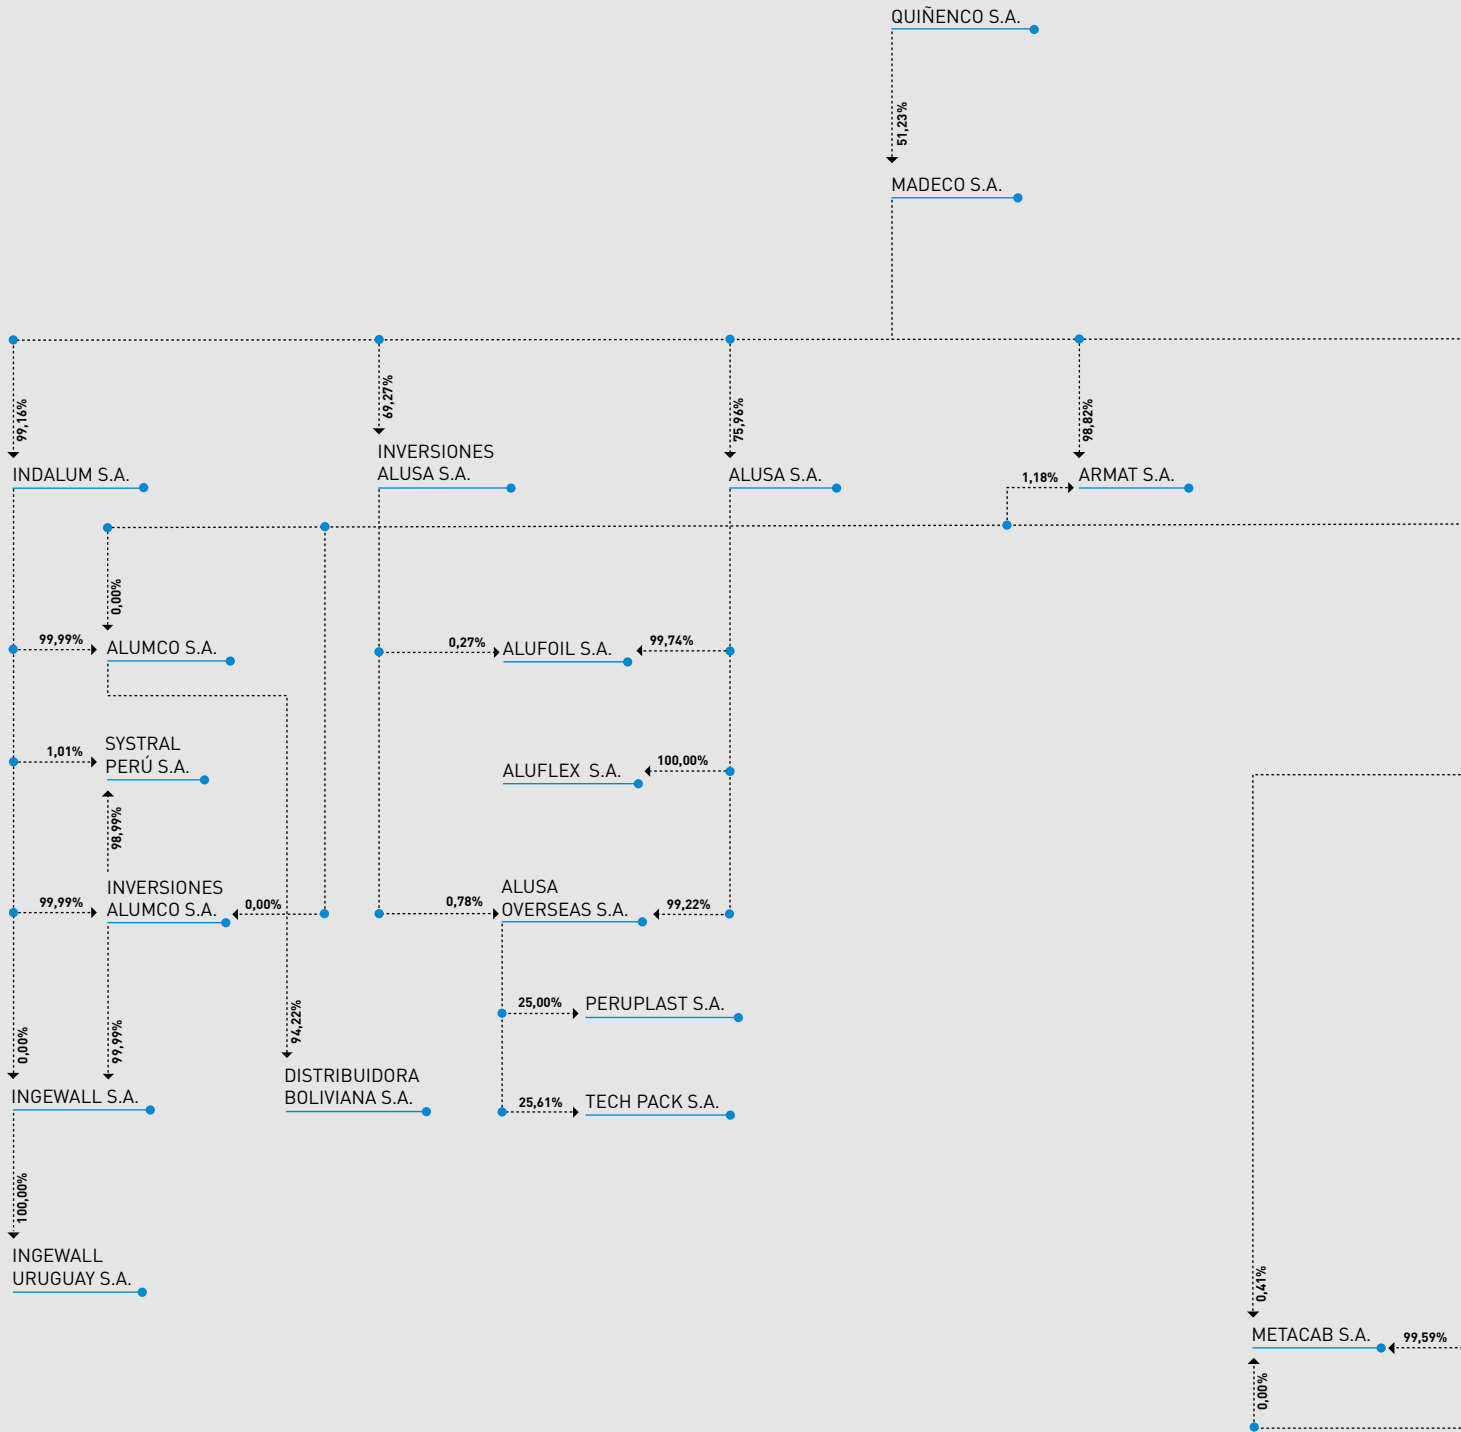 QUIÑENCO S.A.
51,23%
MADECO S.A.
99,16%
69,27%
75,96%
98,82%
INDALUM S.A.
INVERSIONES
ALUSA S.A.
ALUSA S.A.
1,18%
ARMAT S.A.
0,00%
99,99%
ALUMCO S.A.
0,27%
ALUFOIL S.A.
99,74%
1,01%
SYSTRAL
PERÚ S.A.
ALUFLEX S.A.
100,00%
98,99%
99,99%
INVERSIONES
ALUMCO S.A.
0,00%
0,78%
ALUSA
OVERSEAS S.A.
99,22%
25,00%
PERUPLAST S.A.
0,00%
99,99%
94,22%
INGEWALL S.A.
DISTRIBUIDORA
BOLIVIANA S.A.
25,61%
TECH PACK S.A.
100,00%
INGEWALL
URUGUAY S.A.
0,41%
METACAB S.A.
99,59%
0,00%